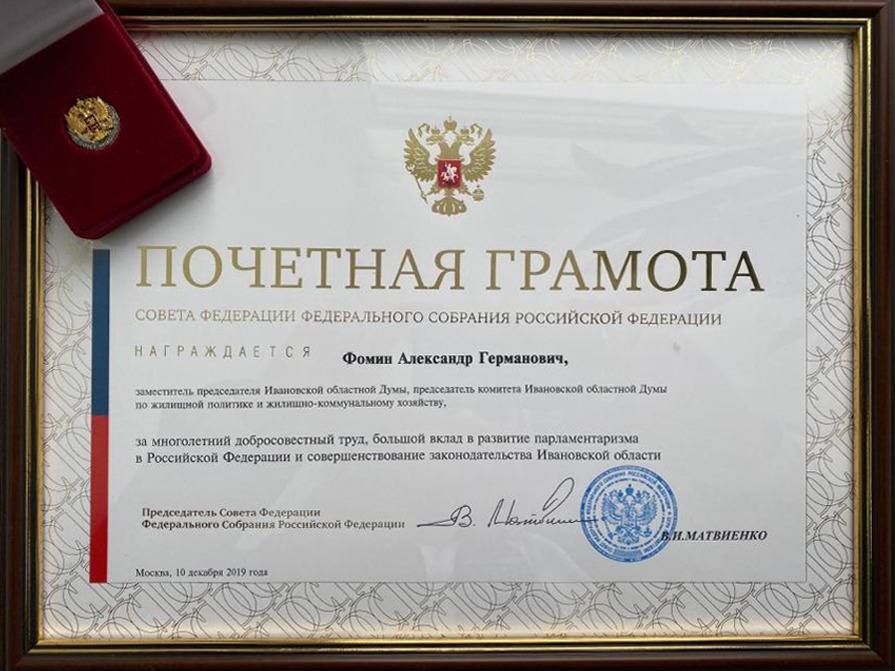 ПОЧЕТНАЯ ГРАМОТА
СОВЕТА ФЕДЕРАЦИИ ФЕДЕРАЛЬНОГО СОБРАНИЯ РОССИЙСКОЙ ФЕДЕРАЦИИ
НАГРАЖДАЕТСЯ Фомин Александр Германович,
заместитель председателя Ивановской областной Думы, председатель комитета Ивановской областной Думы
по жилищной политике и жилищно-коммунальному хозяйству,
за многолетний добросовестный труд, большой вклад в развитие парламентаризма
в Российской Федерации и совершенствование законодательства Ивановской области
Председатель Совета Федерации
Федерального Собрания Российской Федерации
В.И.МАТВИЕНКО
Москва, 10 декабря 2019 года